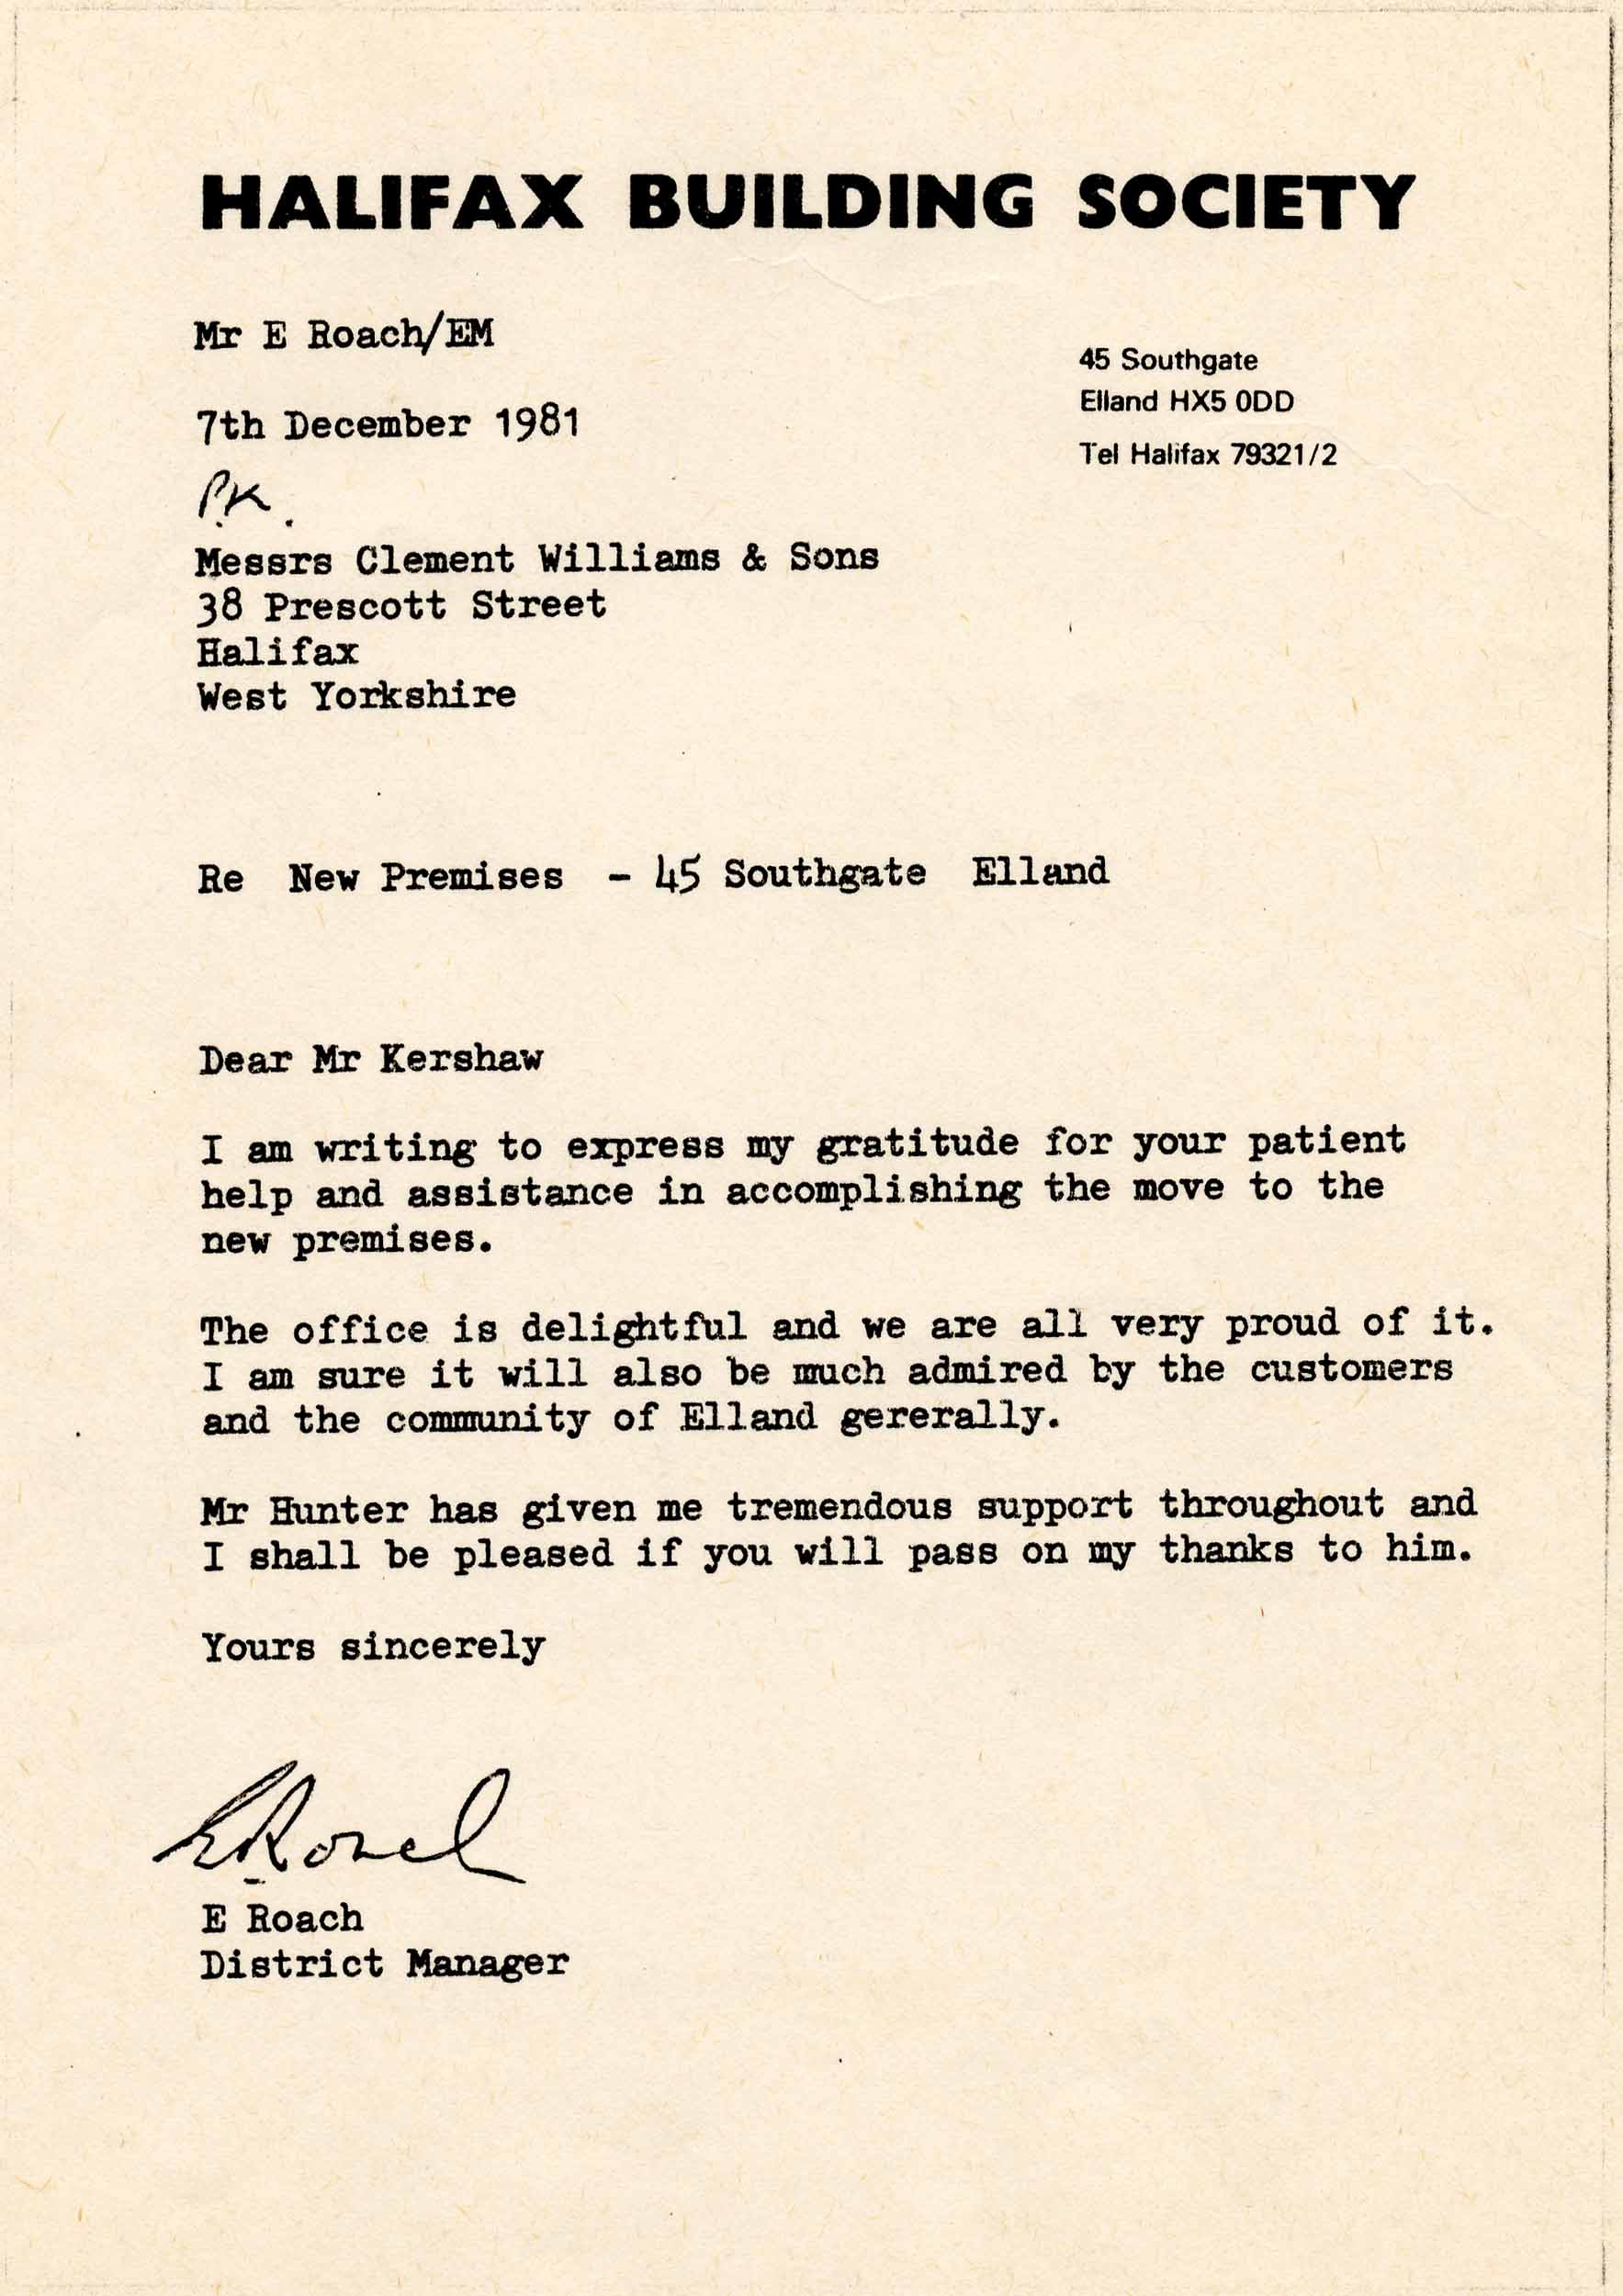 HALIFAX BUILDING SOCIETY
Mr E Roach/EM
45 Southgate
Elland HX5 0DD
Tel Halifax 79321/2
7th December 1981
P.K.
Messrs Clement Williams & Sons
38 Prescott Street
Halifax
West Yorkshire
Re New Premises - 45 Southgate Elland
Dear Mr Kershaw
I am writing to express my gratitude for your patient
help and assistance in accomplishing the move to the
new premises.
The office is delightful and we are all very proud of it.
I am sure it will also be much admired by the customers
and the community of Elland gererally.
Mr Hunter has given me tremendous support throughout and
I shall be pleased if you will pass on my thanks to him.
Yours sincerely
E Roach
E Roach
District Manager